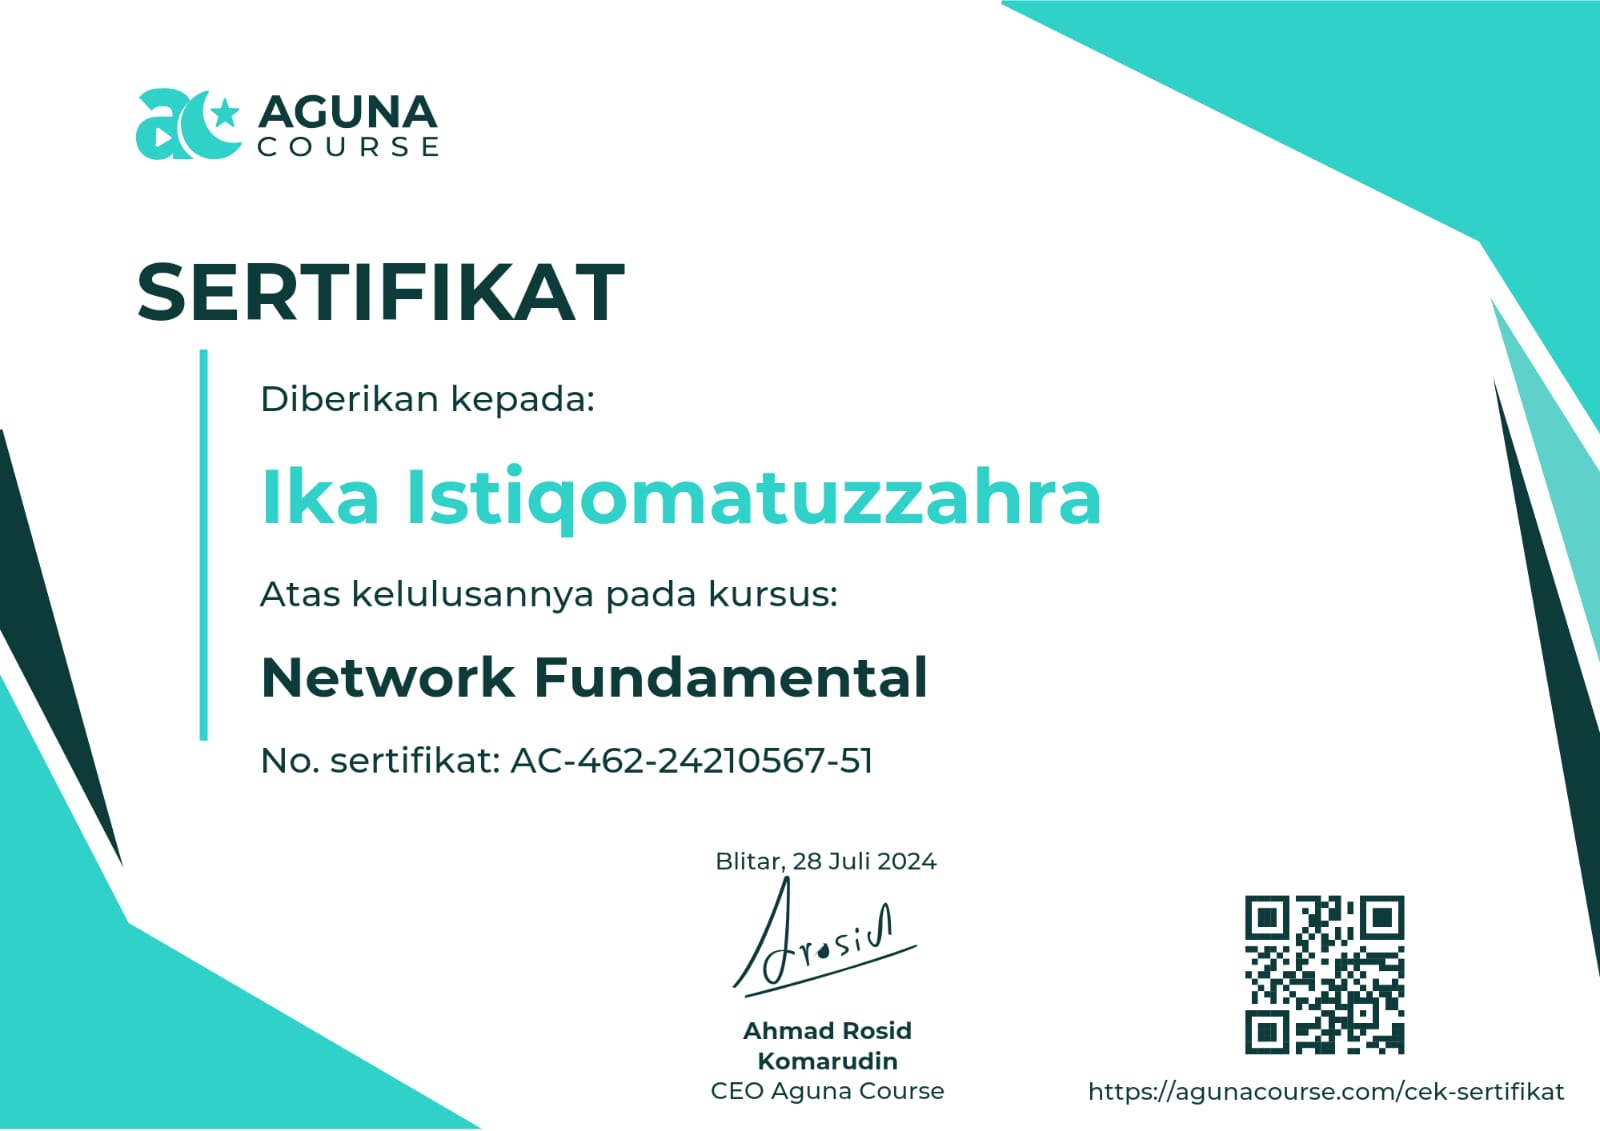 AGUNA
COURSE
SERTIFIKAT
Diberikan kepada:
Ika Istiqomatuzzahra
Atas kelulusannya pada kursus:
Network Fundamental
No. sertifikat: AC-462-24210567-51
Blitar, 28 Juli 2024
Arosid
Ahmad Rosid
Komarudin
CEO Aguna Course
https://agunacourse.com/cek-sertifikat